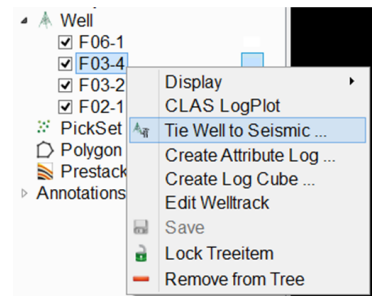 Well
F06-1
F03-4
F03-2
F02-1
PickSet
Polygon
Prestack
Annotations
Display
CLAS LogPlot
Tie Well to Seismic ...
Create Attribute Log ...
Create Log Cube ...
Edit Welltrack
Save
Lock Treeitem
Remove from Tree